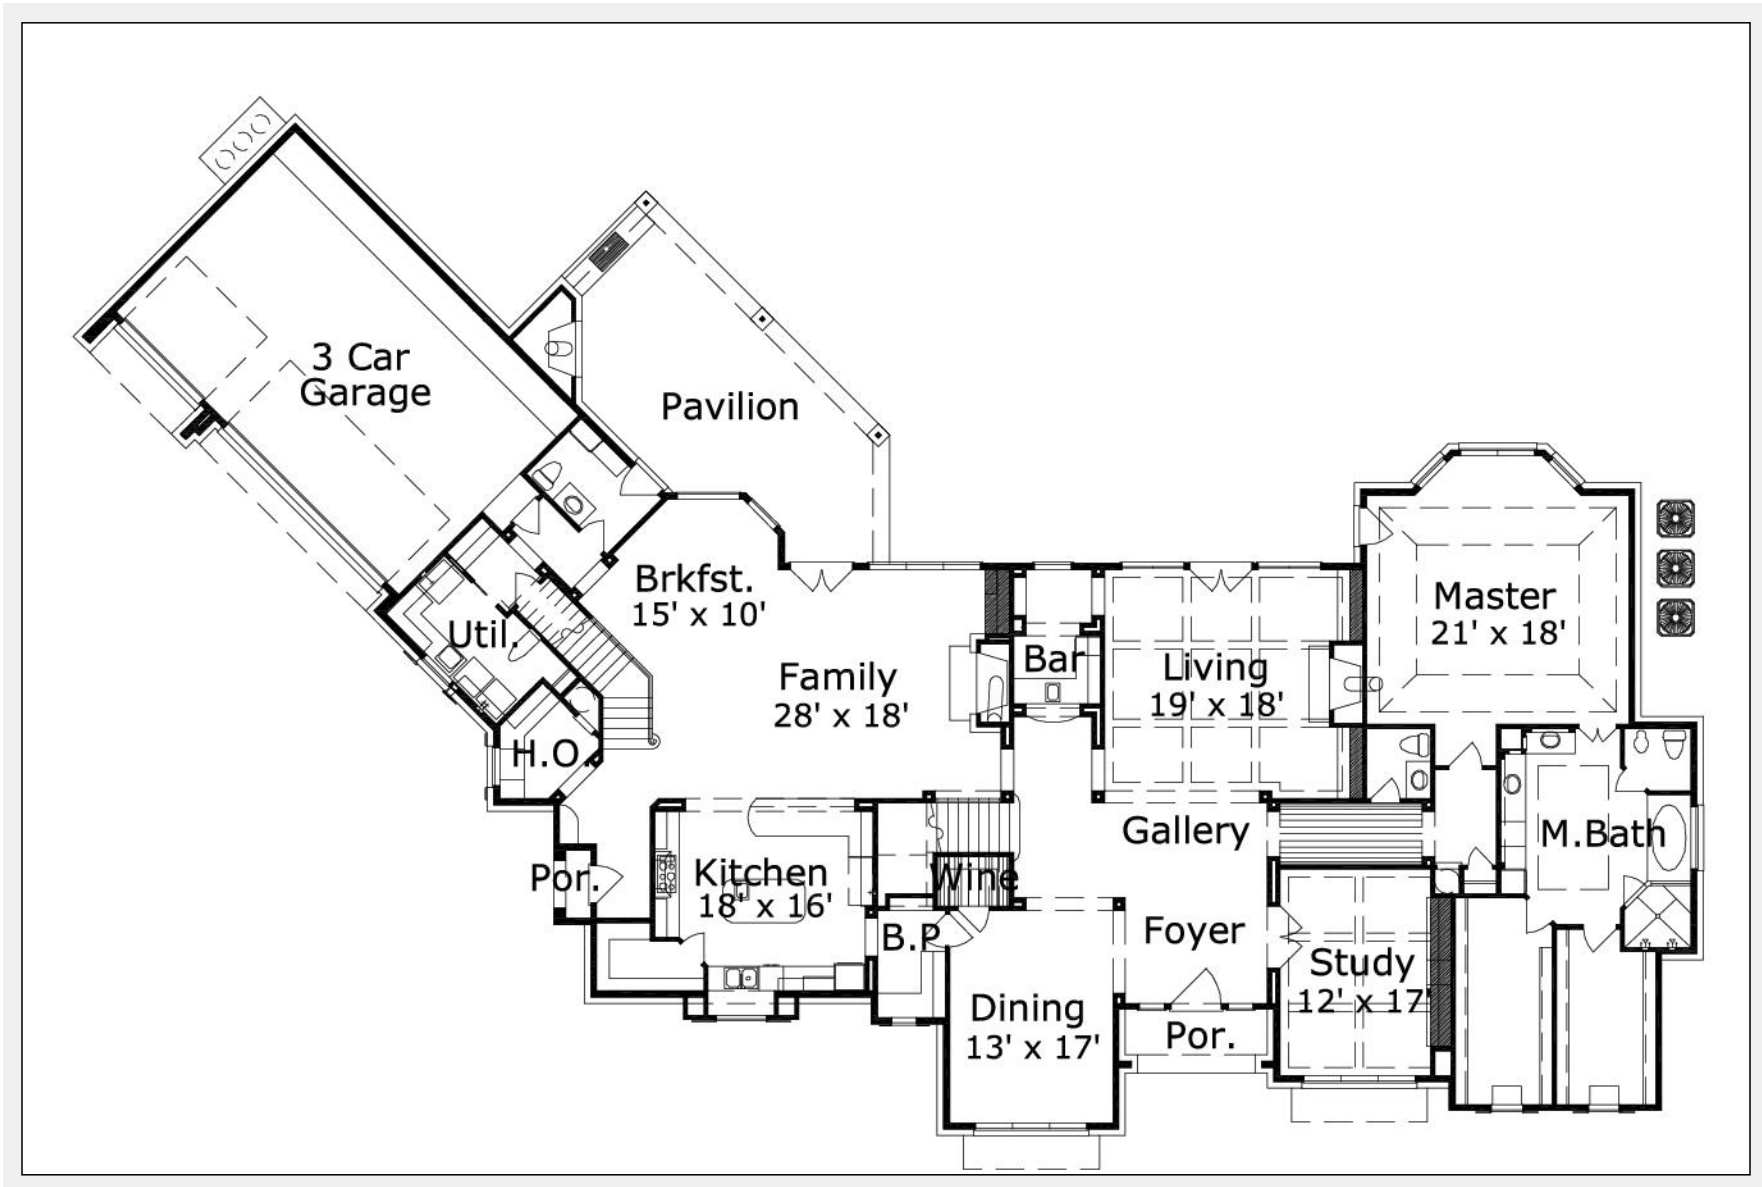 3 Car
Garage
Pavilion
Brkfst.
15' x 10'
Util.
Family
28' x 18'
Bar
Living
19' x 18'
Master
21' x 18'
H.O.
Gallery
M.Bath
Por.
Kitchen
18' x 16'
Wine
B.P
Foyer
Study
12' x 17'
Dining
13' x 17'
Por.